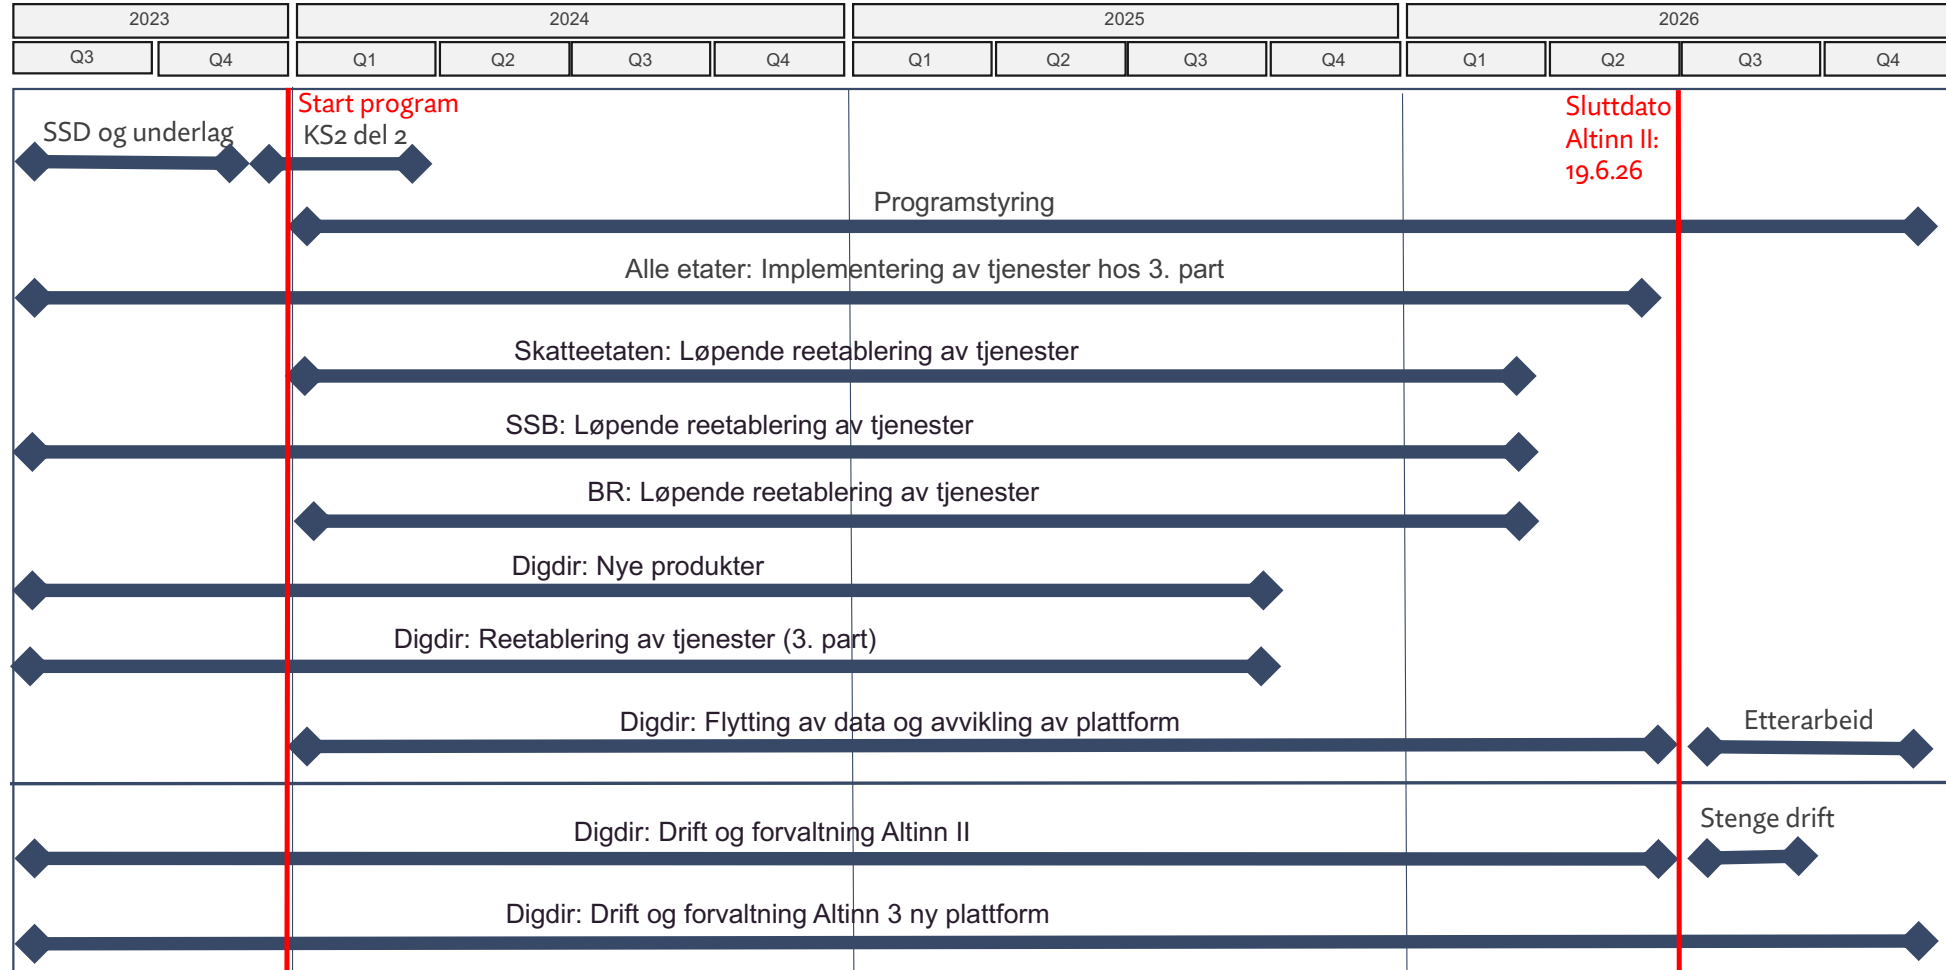 2023
2024
2025
2026
Q3
Q4
Q1
Q2
Q3
Q4
Q1
Q2
Q3
Q4
Q1
Q2
Q3
Q4
Start program
SSD og underlag
KS2 del 2
Sluttdato
Altinn II:
19.6.26
Programstyring
Alle etater: Implementering av tjenester hos 3. part
Skatteetaten: Løpende reetablering av tjenester
SSB: Løpende reetablering av tjenester
BR: Løpende reetablering av tjenester
Digdir: Nye produkter
Digdir: Reetablering av tjenester (3. part)
Digdir: Flytting av data og avvikling av plattform
Etterarbeid
Digdir: Drift og forvaltning Altinn II
Stenge drift
Digdir: Drift og forvaltning Altinn 3 ny plattform